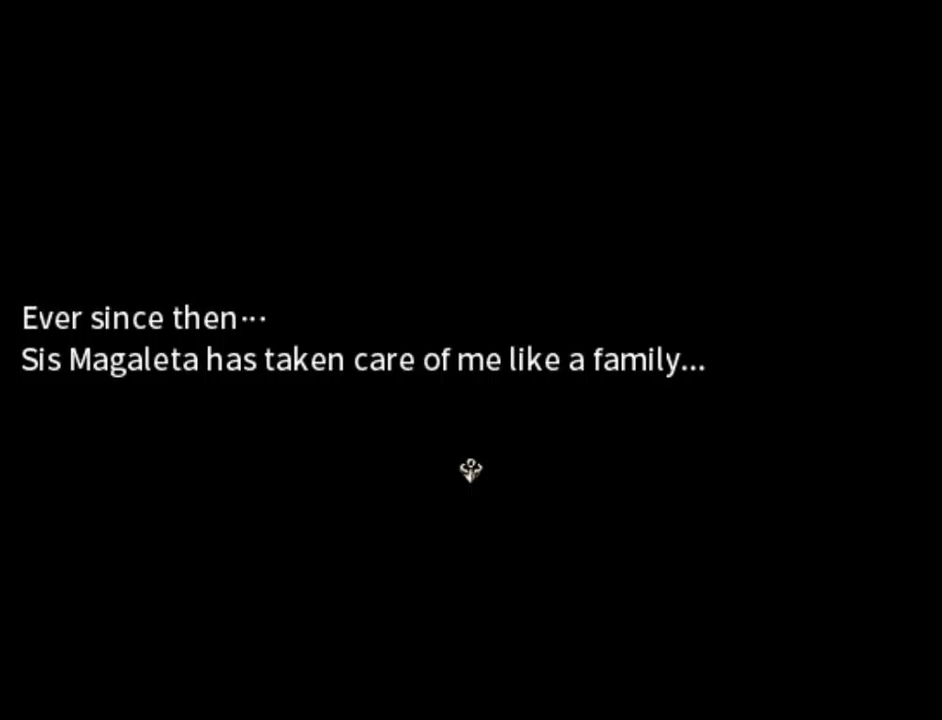 Ever since then···
Sis Magaleta has taken care of me like a family...